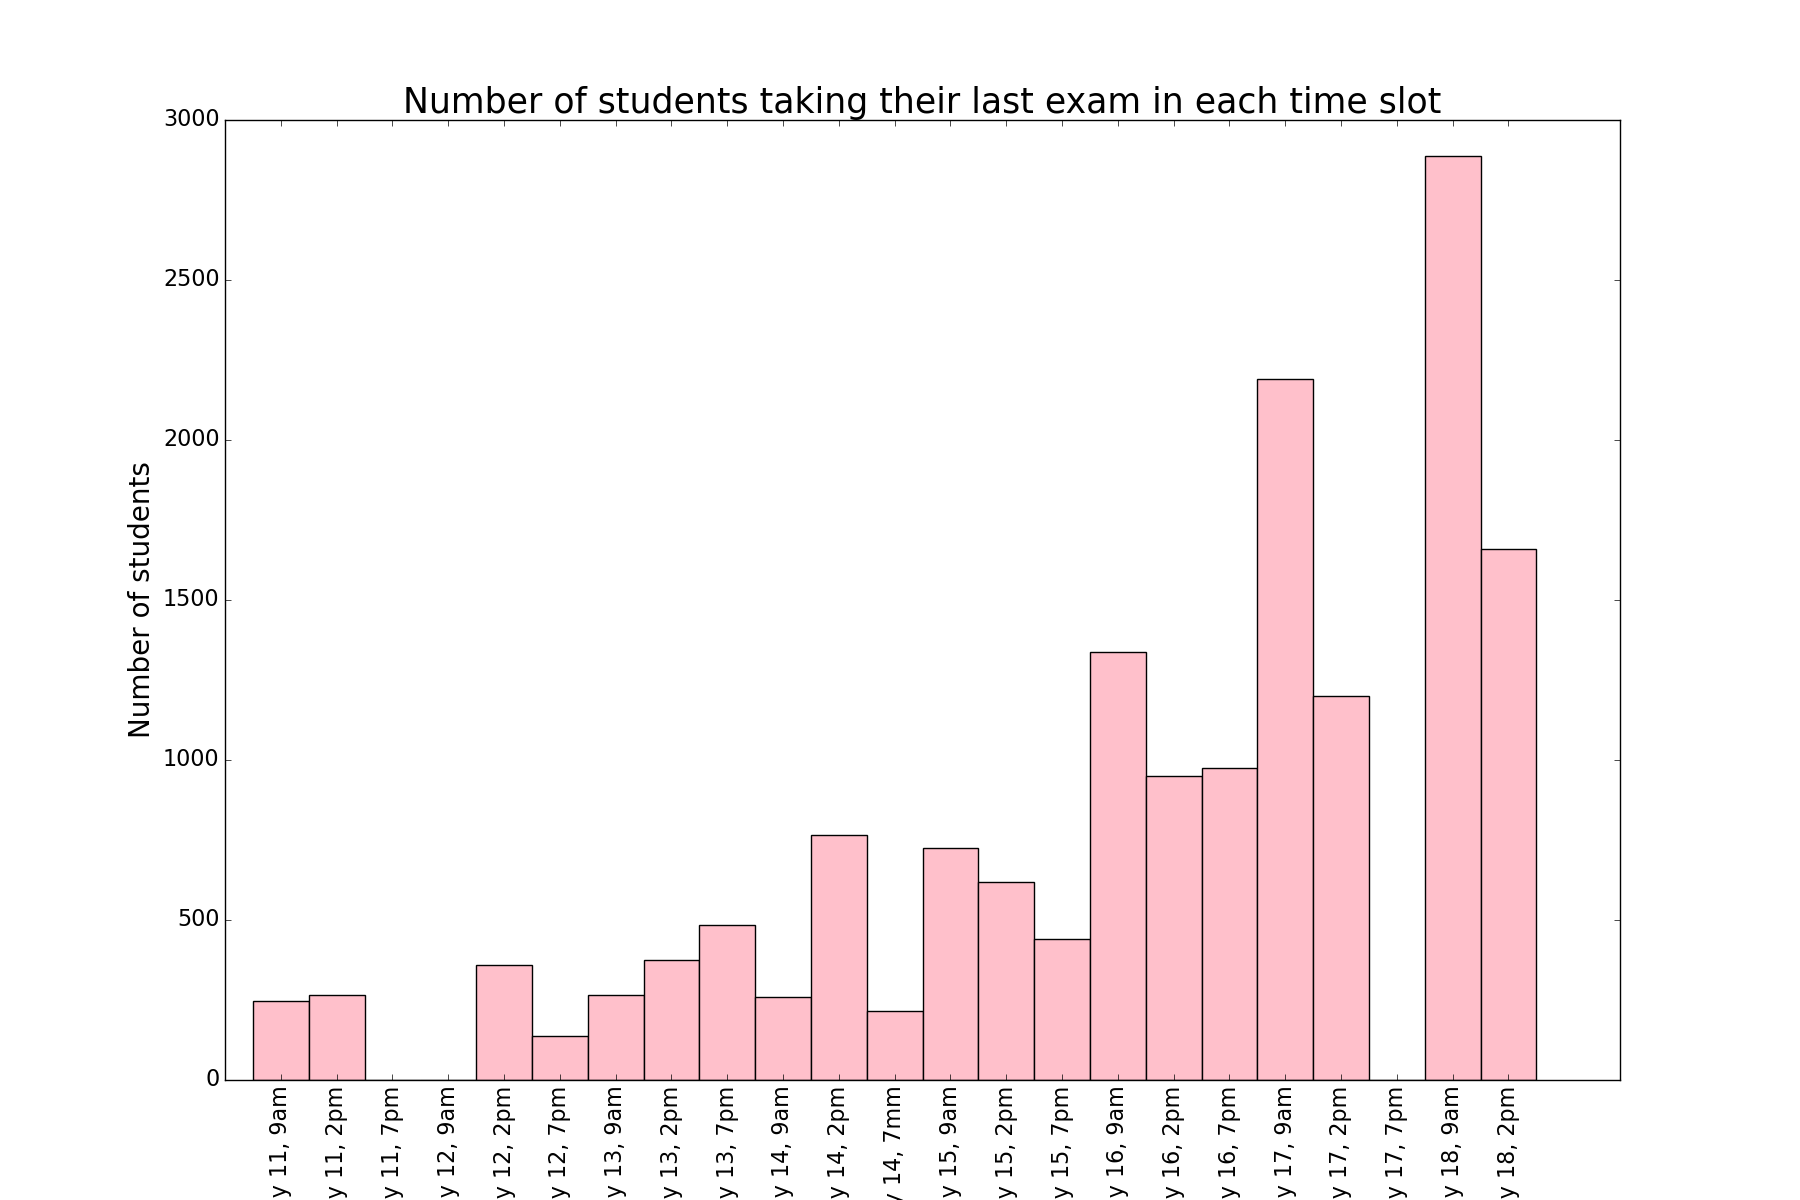 Number of students taking their last exam in each time slot
Number of students
3000
2500
2000
1500
1000
500
0
y 11, 9am
y 11, 2pm
y 11, 7pm
y 12, 9am
y 12, 2pm
y 12, 7pm
y 13, 9am
y 13, 2pm
y 13, 7pm
y 14, 9am
y 14, 2pm
y 14, 7mm
y 15, 9am
y 15, 2pm
y 15, 7pm
y 16, 9am
y 16, 2pm
y 16, 7pm
y 17, 9am
y 17, 2pm
y 17, 7pm
y 18, 9am
y 18, 2pm